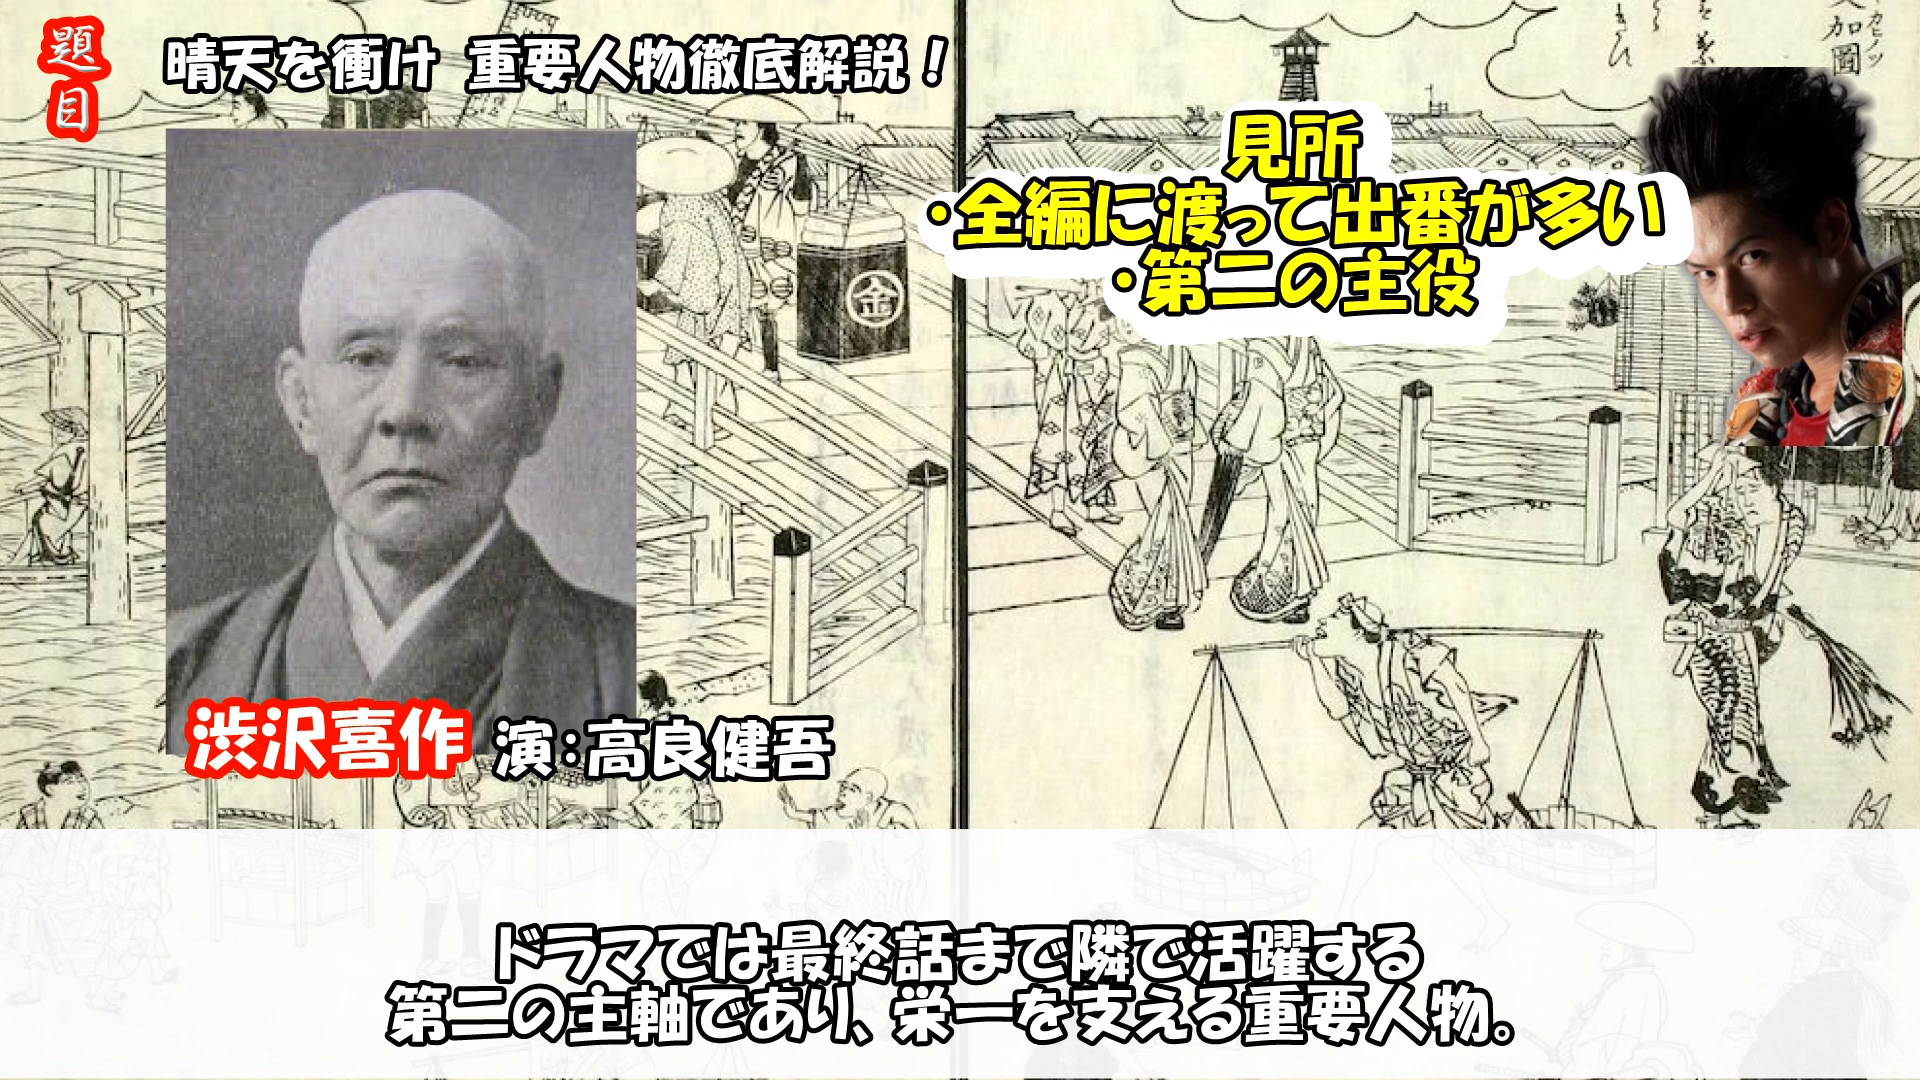 題目
晴天を衝け 重要人物徹底解説！
加圖
見所
・全編に渡って出番が多い
・第二の主役
金
渋沢喜作 演：高良健吾
ドラマでは最終話まで隣で活躍する
第二の主軸であり、栄一を支える重要人物。